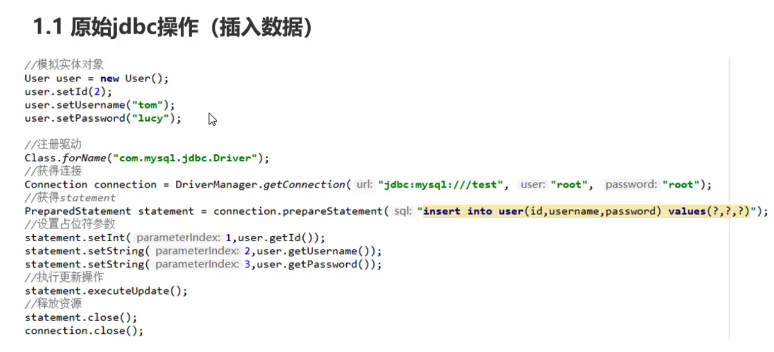 1.1 原始jdbc操作（插入数据）
//模拟实体对象
User user = new User();
user.setId(2);
user.setUsername("tom");
user.setPassword("lucy");
//注册驱动
Class.forName("com.mysql.jdbc.Driver");
//获得连接
Connection connection = DriverManager.getConnection( url: "jdbc:mysql:///test", user: "root", password: "root");
//获得statement
PreparedStatement statement = connection.prepareStatement( sql: "insert into user(id,username,password) values(?,?,?)");
//设置占位符参数
statement.setInt( parameterIndex: 1,user.getId());
statement.setString( parameterIndex: 2,user.getUsername());
statement.setString( parameterIndex: 3,user.getPassword());
//执行更新操作
statement.executeUpdate();
//释放资源
statement.close();
connection.close();